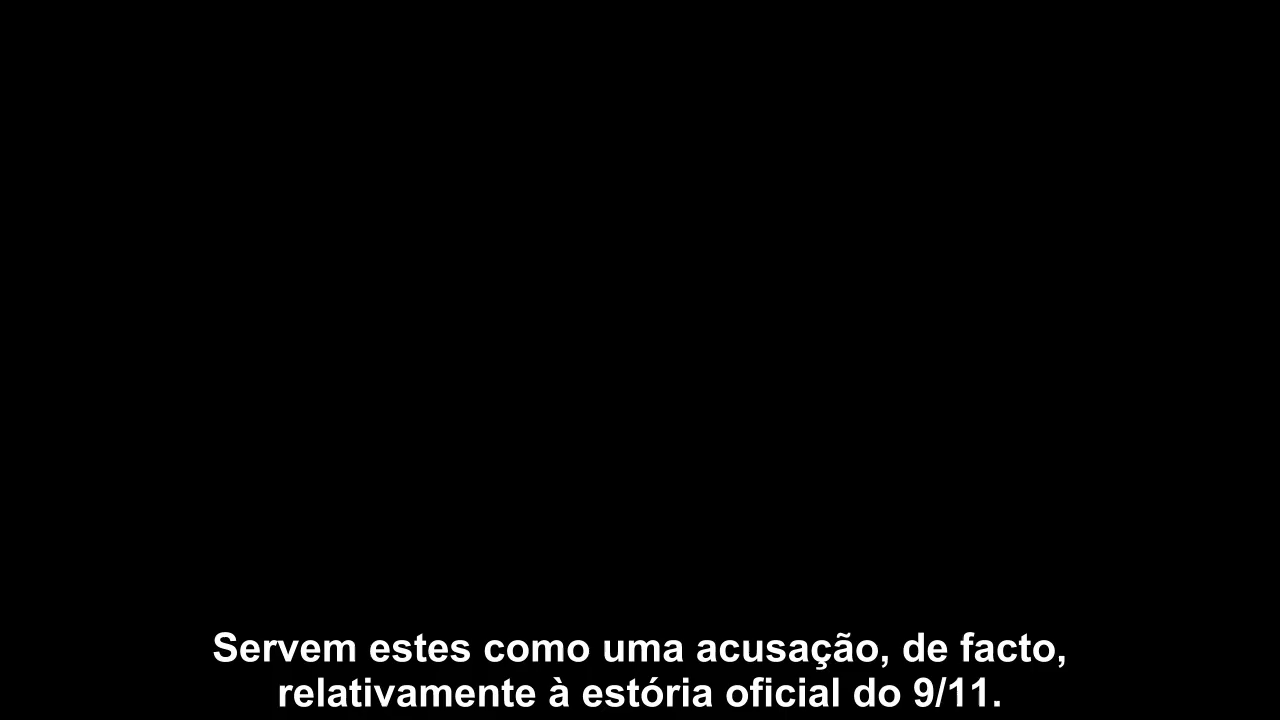 Servem estes como uma acusação, de facto,
relativamente à estória oficial do 9/11.